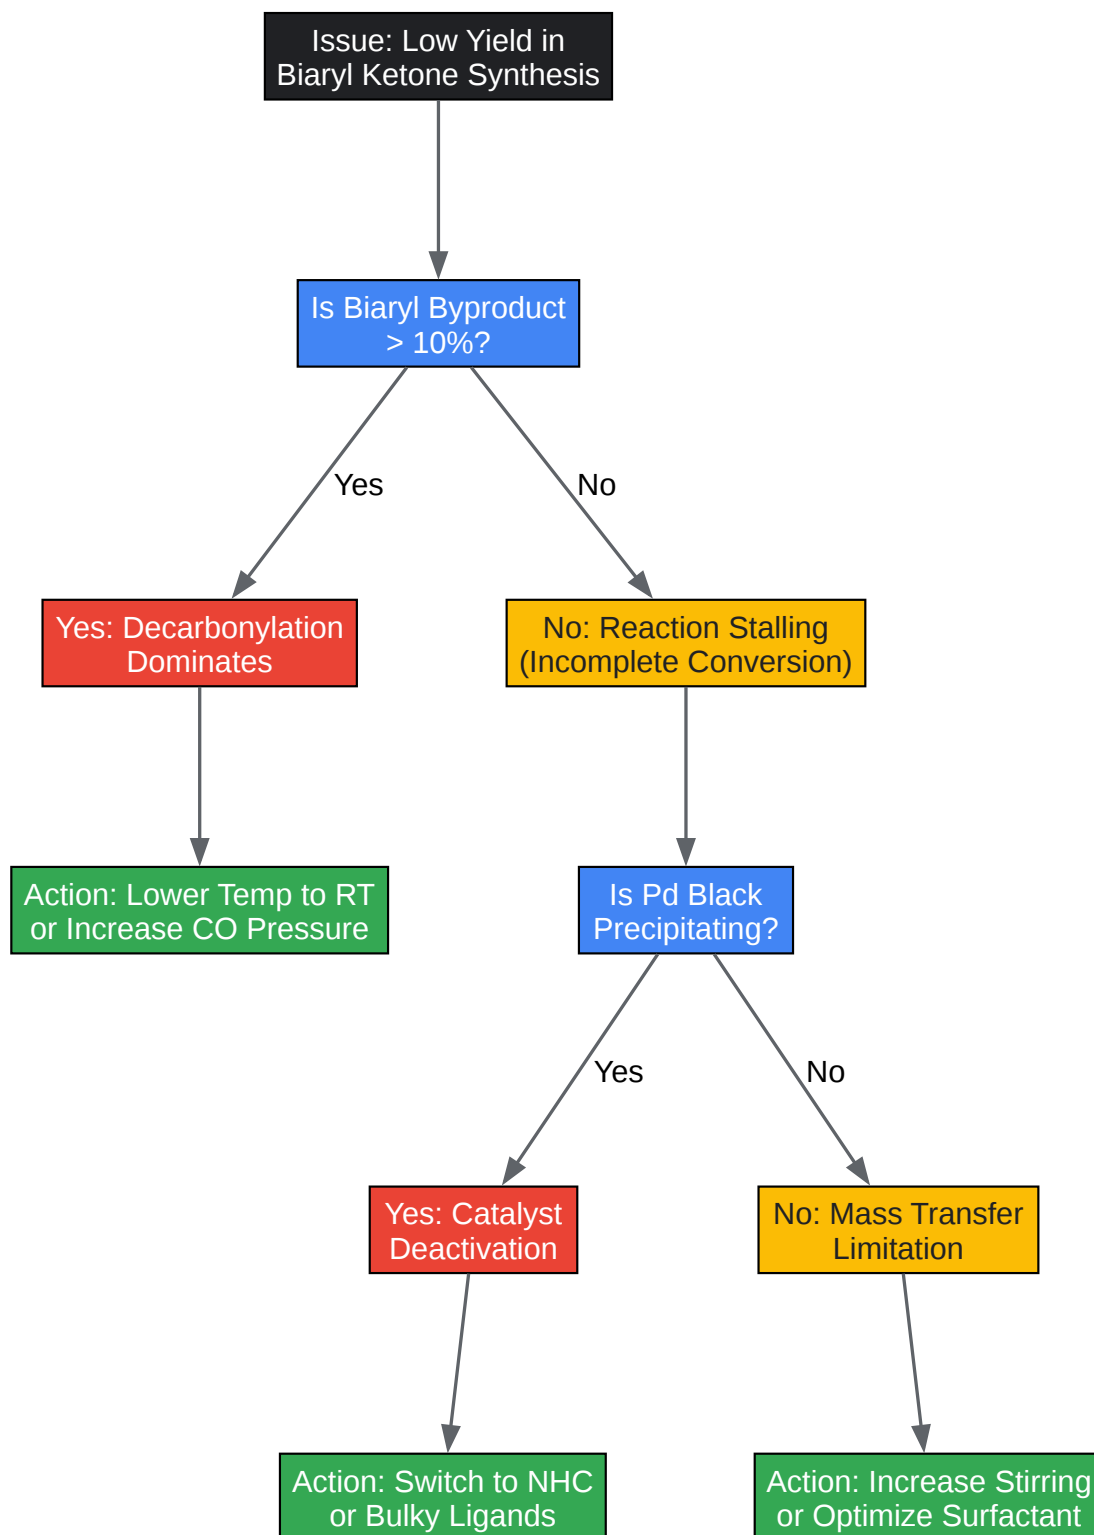 Issue: Low Yield in
Biaryl Ketone Synthesis
Is Biaryl Byproduct
> 10%?
Yes
No
Yes: Decarbonylation
Dominates
No: Reaction Stalling
(Incomplete Conversion)
Action: Lower Temp to RT
or Increase CO Pressure
Is Pd Black
Precipitating?
Yes
No
Yes: Catalyst
Deactivation
No: Mass Transfer
Limitation
Action: Switch to NHC
or Bulky Ligands
Action: Increase Stirring
or Optimize Surfactant